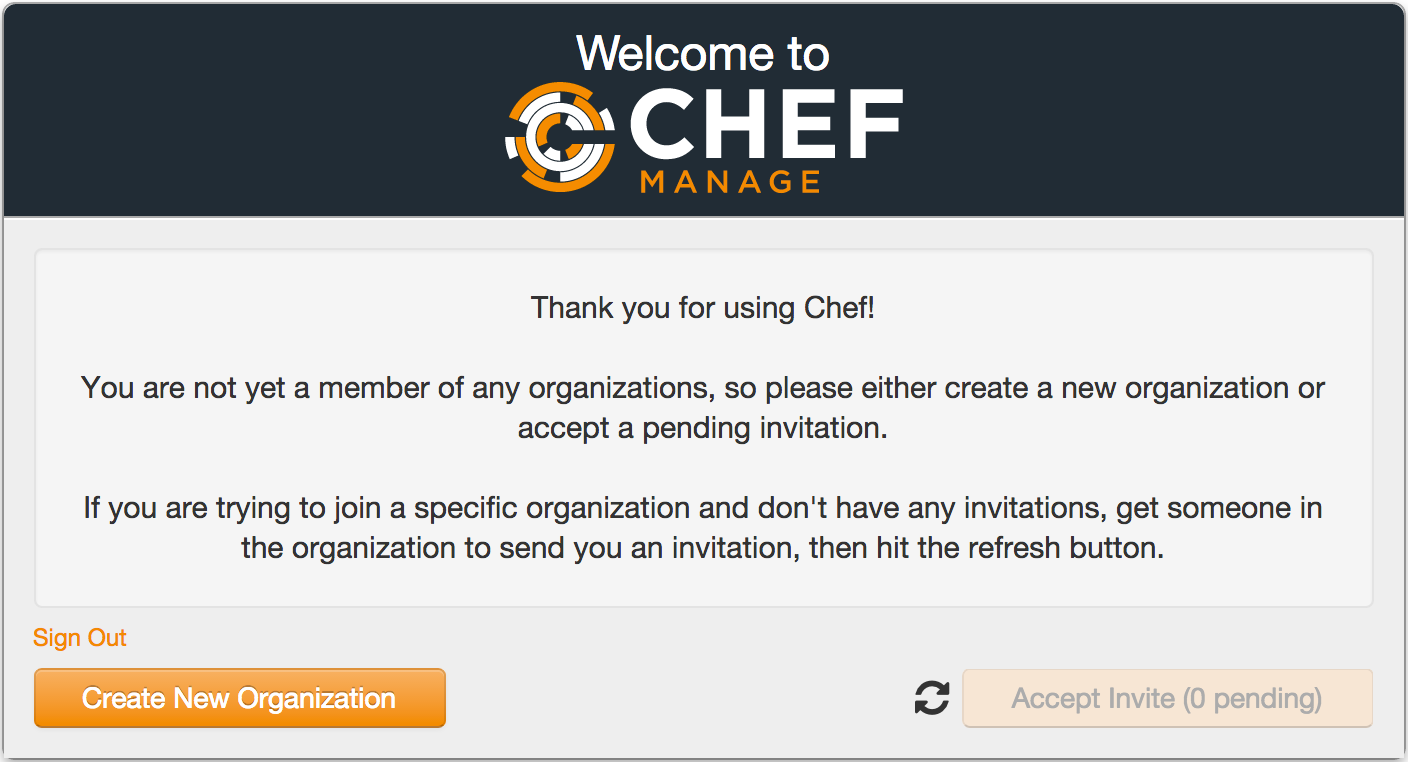 Welcome to
CHEF
MANAGE
Thank you for using Chef!
You are not yet a member of any organizations, so please either create a new organization or
accept a pending invitation.
If you are trying to join a specific organization and don't have any invitations, get someone in
the organization to send you an invitation, then hit the refresh button.
Sign Out
Create New Organization
Accept Invite (0 pending)